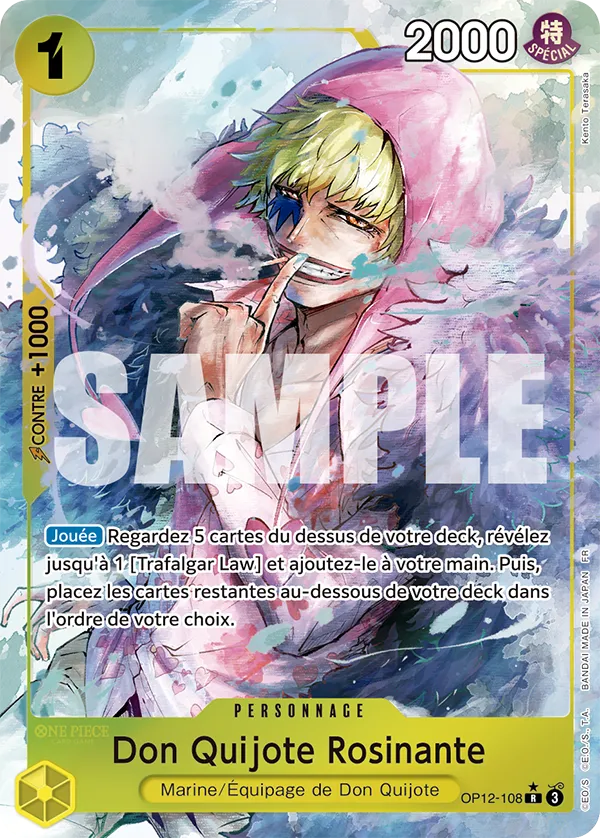 1
2000
特
SPÉCIAL
Kento Terasaka
CONTRE +1000
SAMPLE
Jouée Regardez 5 cartes du dessus de votre deck, révélez
jusqu'à 1 [Trafalgar Law] et ajoutez-le à votre main. Puis,
placez les cartes restantes au-dessous de votre deck dans
l'ordre de votre choix.
PERSONNAGE
ONE PIECE
Don Quijote Rosinante
Marine/Équipage de Don Quijote
OP12-108 R 3
©E.O/S ©E.O./S., T.A. BANDAI MADE IN JAPAN FR